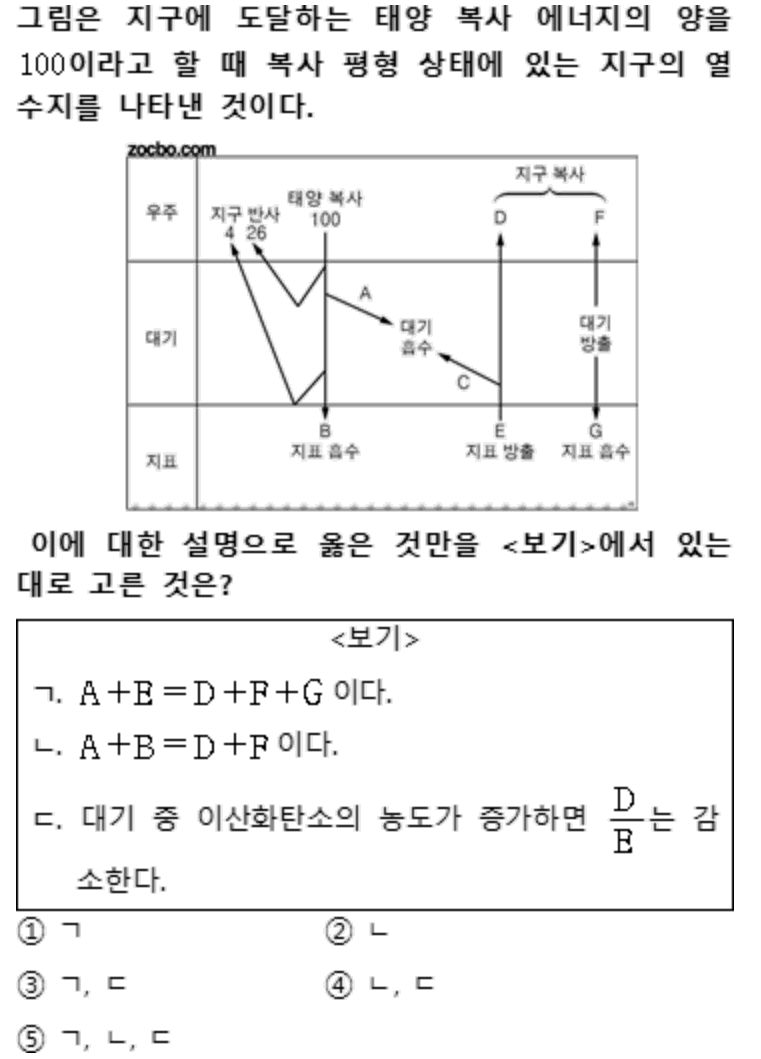 그림은 지구에 도달하는 태양 복사 에너지의 양을
100이라고 할 때 복사 평형 상태에 있는 지구의 열
수지를 나타낸 것이다.
zocbo.com
우주
지구 반사
4 26
태양 복사
100
지구 복사
D
F
대기
A
대기
흡수
C
대기
방출
지표
B
지표 흡수
E
지표 방출
G
지표 흡수
이에 대한 설명으로 옳은 것만을 <보기>에서 있는
대로 고른 것은?
<보기>
ㄱ. A+E=D+F+G 이다.
ㄴ. A+B=D+F 이다.
ㄷ. 대기 중 이산화탄소의 농도가 증가하면 D/E 는 감
소한다.
① ㄱ ② ㄴ
③ ㄱ, ㄷ ④ ㄴ, ㄷ
⑤ ㄱ, ㄴ, ㄷ